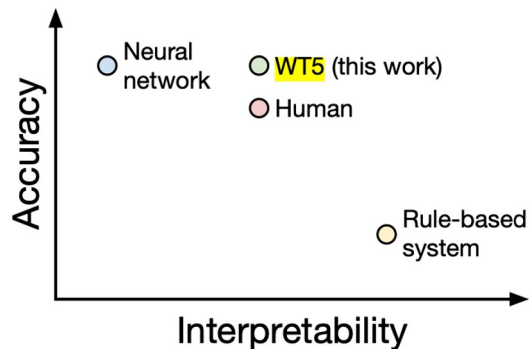 Accuracy
Neural
network
WT5 (this work)
Human
Rule-based
system
Interpretability